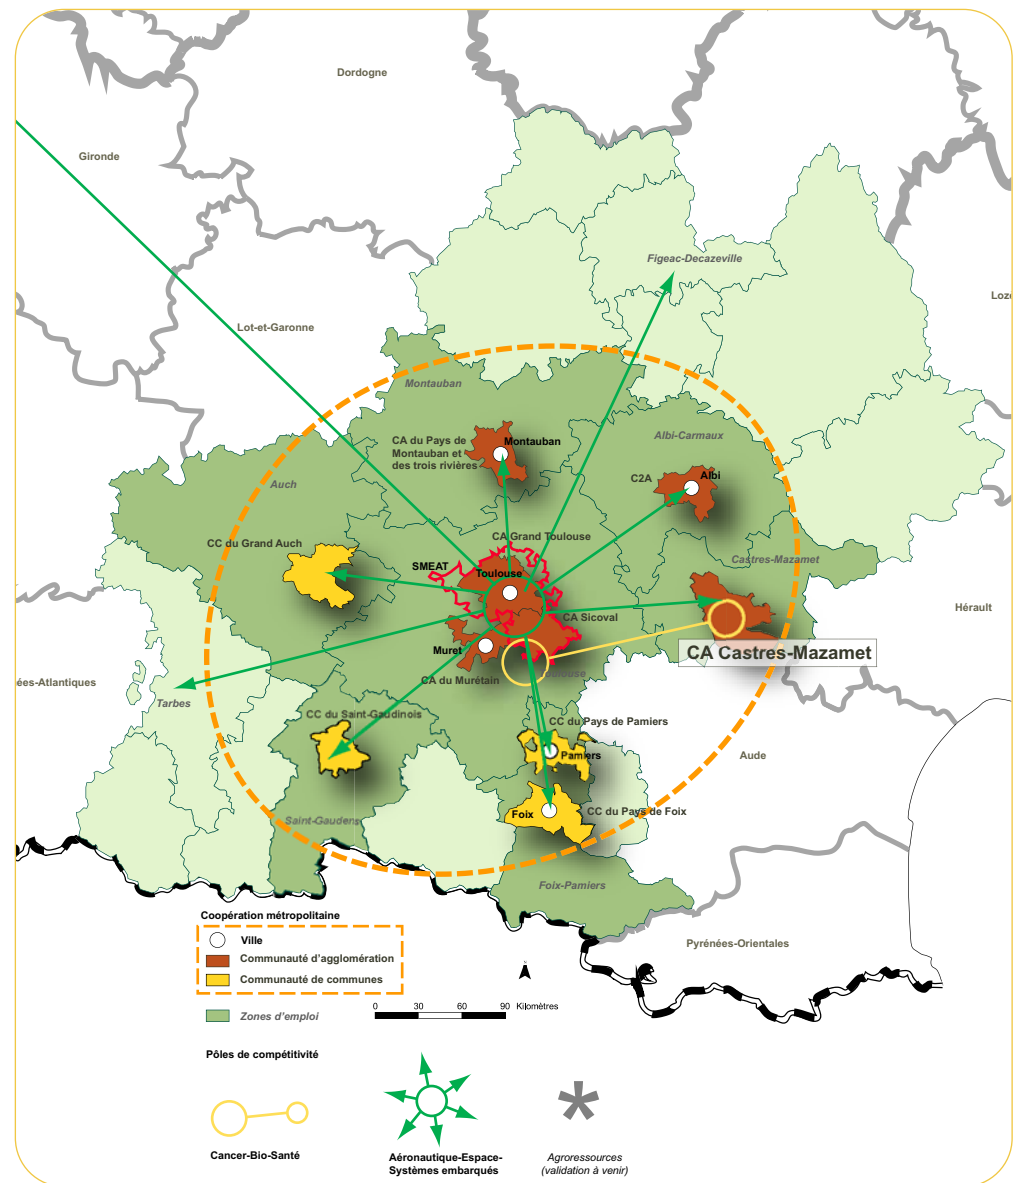 Dordogne
Gironde
Figeac-Decazeville
Lot-et-Garonne
Montauban
CA du Pays de
Montauban et
des trois rivières
Montauban
Albi-Carmaux
C2A
Albi
Auch
CC du Grand Auch
CA Grand Toulouse
SMEAT
Toulouse
Castres-Mazamet
Hérault
CA Sicoval
Muret
CA Castres-Mazamet
CA du Murétain
Toulouse
ées-Atlantiques
Tarbes
CC du Saint-Gaudinois
CC du Pays de Pamiers
Pamiers
Aude
Foix
CC du Pays de Foix
Saint-Gaudens
Foix-Pamiers
Pyrénées-Orientales
Coopération métropolitaine
Ville
Communauté d'agglomération
Communauté de communes
Zones d'emploi
N
0 30 60 90 Kilomètres
Pôles de compétitivité
Cancer-Bio-Santé
Aéronautique-Espace-
Systèmes embarqués
Agroressources
(validation à venir)